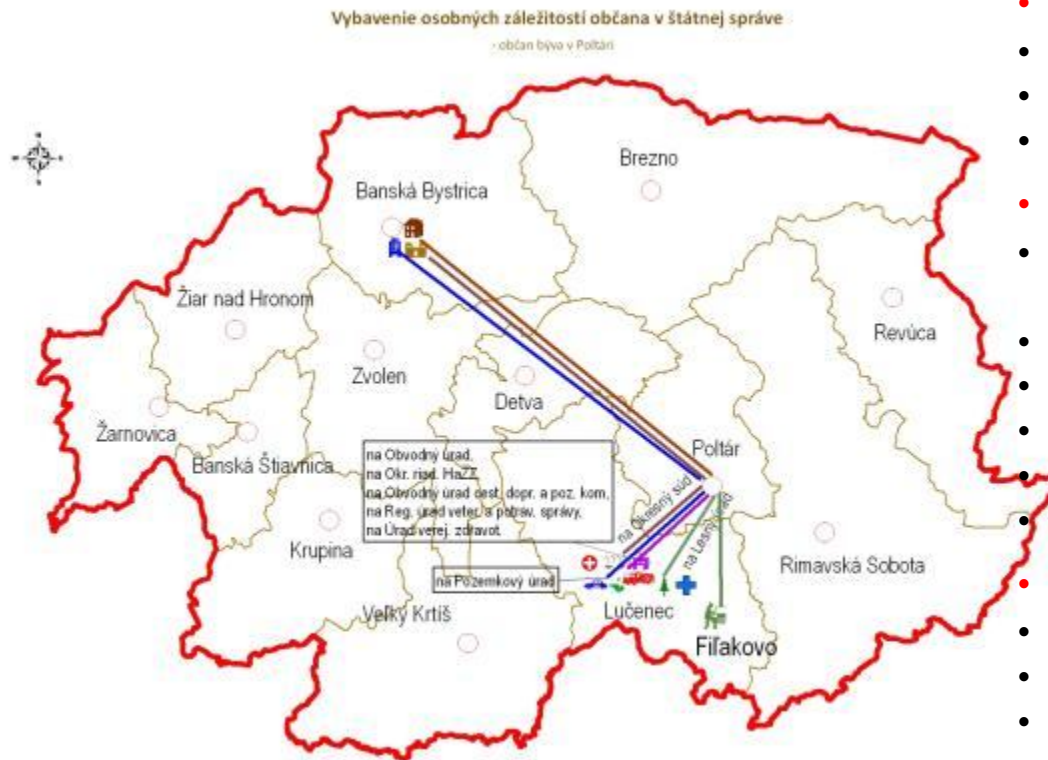 Vybavenie osobných záležitostí občana v štátnej správe
- občan býva v Poltári
Brezno
Banská Bystrica
Žiar nad Hronom
Revúca
Zvolen
Detva
Žarnovica
Banská Štiavnica
Poltár
na Obvodný úrad,
na Okr. riad. HaZZ
na Obvodný úrad cest. dopr. a poz. kom,
na Reg. úrad veter. a potrav. správy,
na Úrad verej. zdravot.
na Okresný súd
na Lesný úrad
Krupina
Rimavská Sobota
na Pozemkový úrad
Veľký Krtíš
Lučenec
Fiľakovo